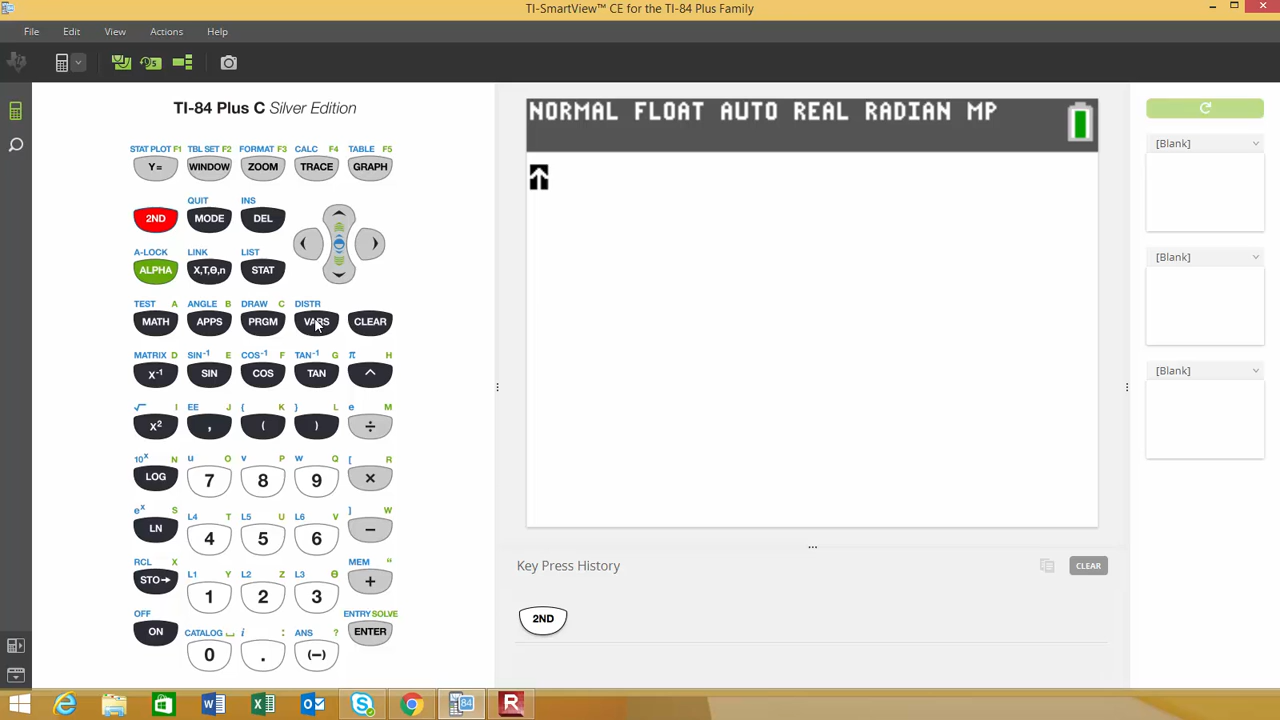 TI-SmartView™ CE for the TI-84 Plus Family
File Edit View Actions Help
TI-84 Plus C Silver Edition
STAT PLOT F1 TBL SET F2 FORMAT F3 CALC F4 TABLE F5
Y= WINDOW ZOOM TRACE GRAPH
QUIT INS
2ND MODE DEL
A-LOCK LINK LIST
ALPHA X,T,Θ,n STAT
TEST A ANGLE B DRAW C DISTR
MATH APPS PRGM VARS CLEAR
MATRIX D SIN⁻¹ E COS⁻¹ F TAN⁻¹ G π H
X⁻¹ SIN COS TAN ^
√ I EE J { K } L e M
X² , ( ) ÷
10ˣ N u O v P w Q [ R
LOG 7 8 9 ×
eˣ S L4 T L5 U L6 V ] W
LN 4 5 6 −
RCL X L1 Y L2 Z L3 Θ MEM “
STO→ 1 2 3 +
OFF CATALOG ⎵ i : ANS ? ENTRY SOLVE
ON 0 . (−) ENTER
NORMAL FLOAT AUTO REAL RADIAN MP
Key Press History
CLEAR
2ND
[Blank]
[Blank]
[Blank]
84